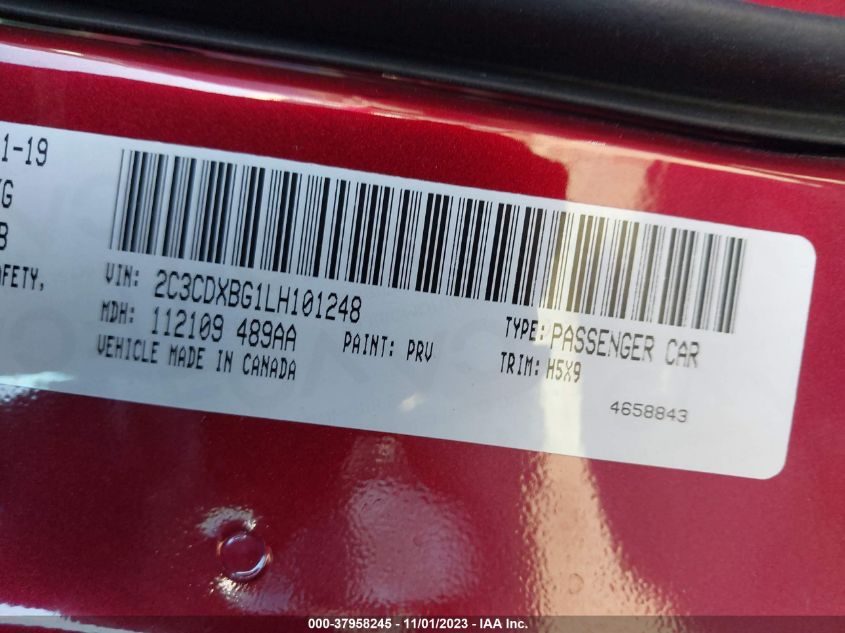 1-19
G
B
AFETY,
VIN: 2C3CDXBG1LH101248
MDH: 112109 489AA
VEHICLE MADE IN CANADA
PAINT: PRV
TYPE: PASSENGER CAR
TRIM: H5X9
4658843
000-37958245 - 11/01/2023 - IAA Inc.